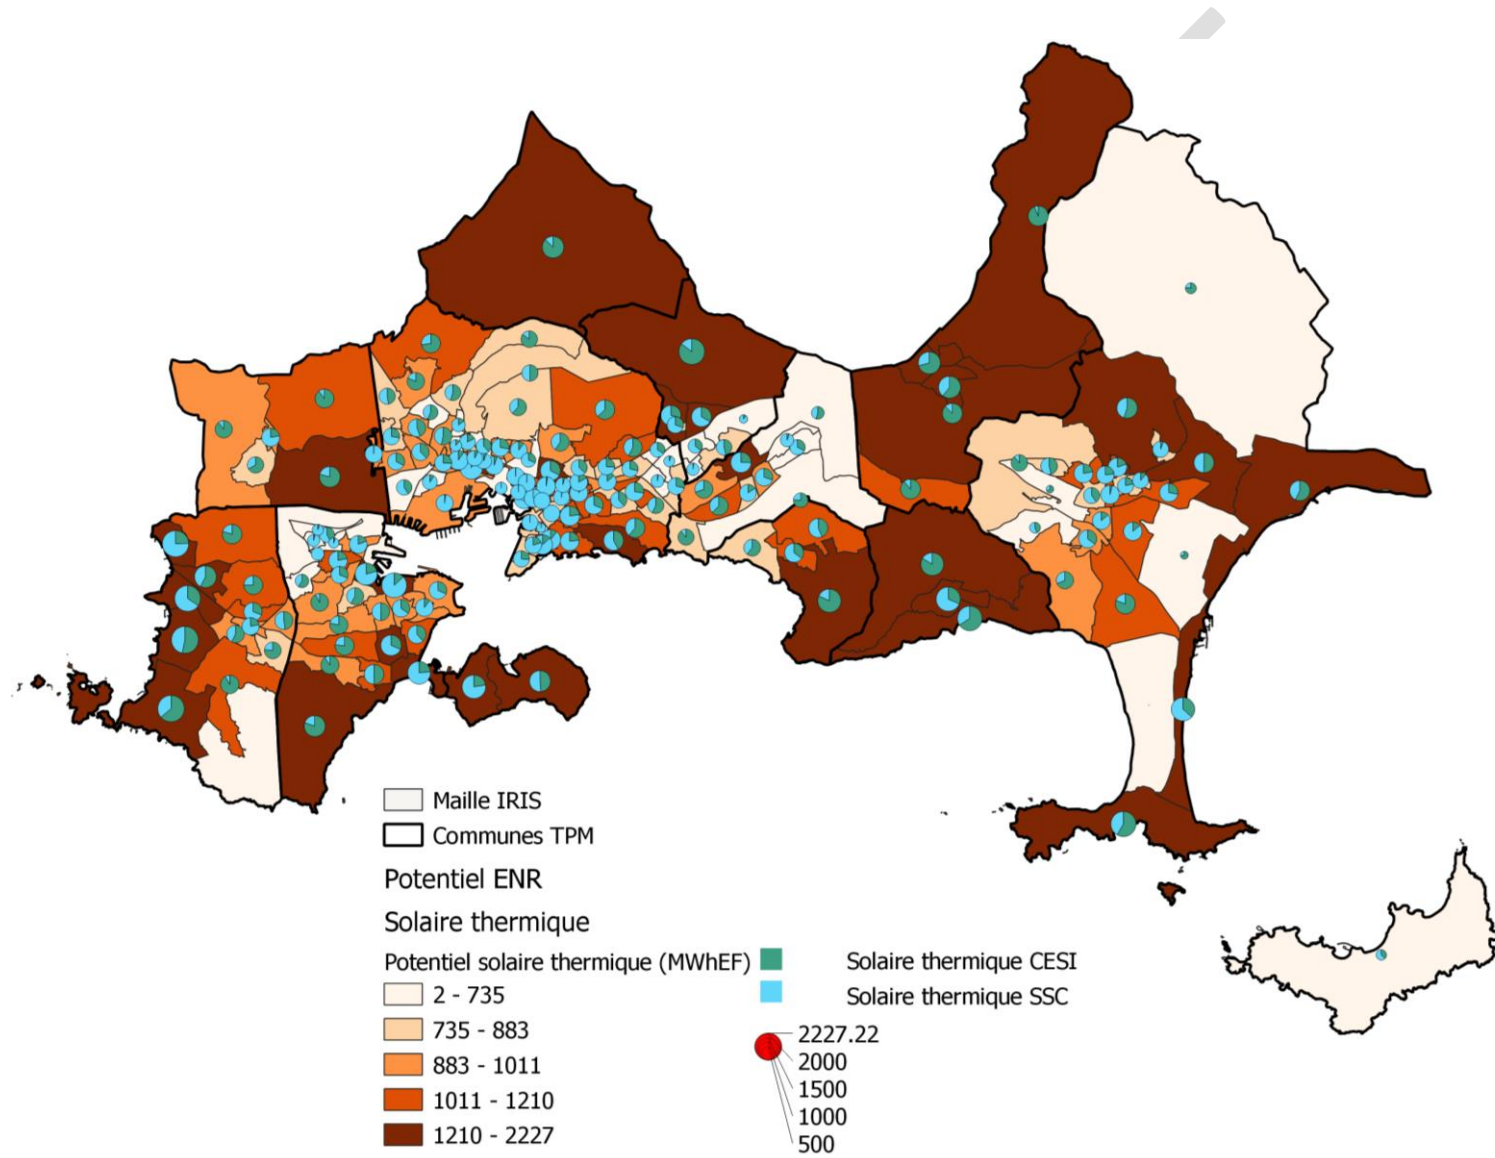 Maille IRIS
Communes TPM
Potentiel ENR
Solaire thermique
Potentiel solaire thermique (MWhEF)
2 - 735
735 - 883
883 - 1011
1011 - 1210
1210 - 2227
Solaire thermique CESI
Solaire thermique SSC
2227.22
2000
1500
1000
500